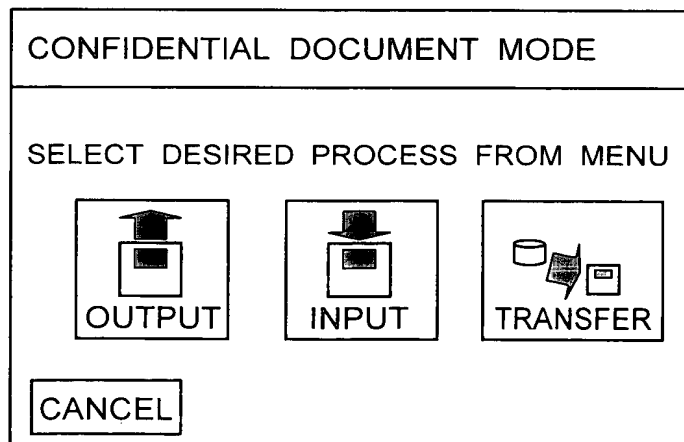 CONFIDENTIAL DOCUMENT MODE
SELECT DESIRED PROCESS FROM MENU
OUTPUT INPUT TRANSFER
CANCEL